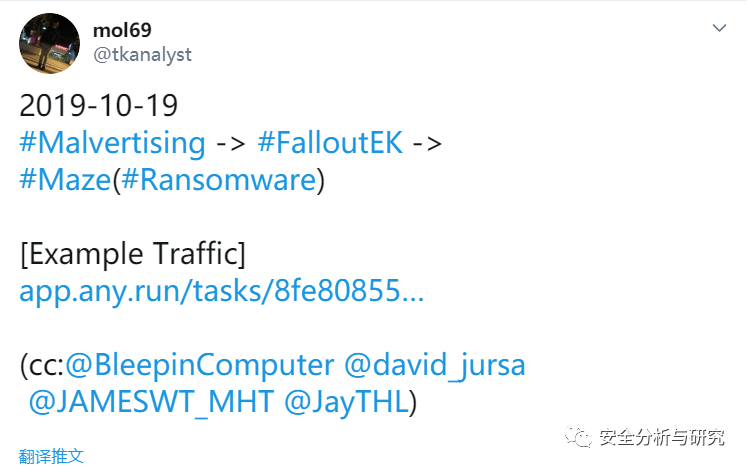 mol69
@tkanalyst
2019-10-19
#Malvertising -> #FalloutEK ->
#Maze(#Ransomware)
[Example Traffic]
app.any.run/tasks/8fe80855...
(cc:@BleepinComputer @david_jursa
@JAMESWT_MHT @JayTHL)
翻译推文
安全分析与研究